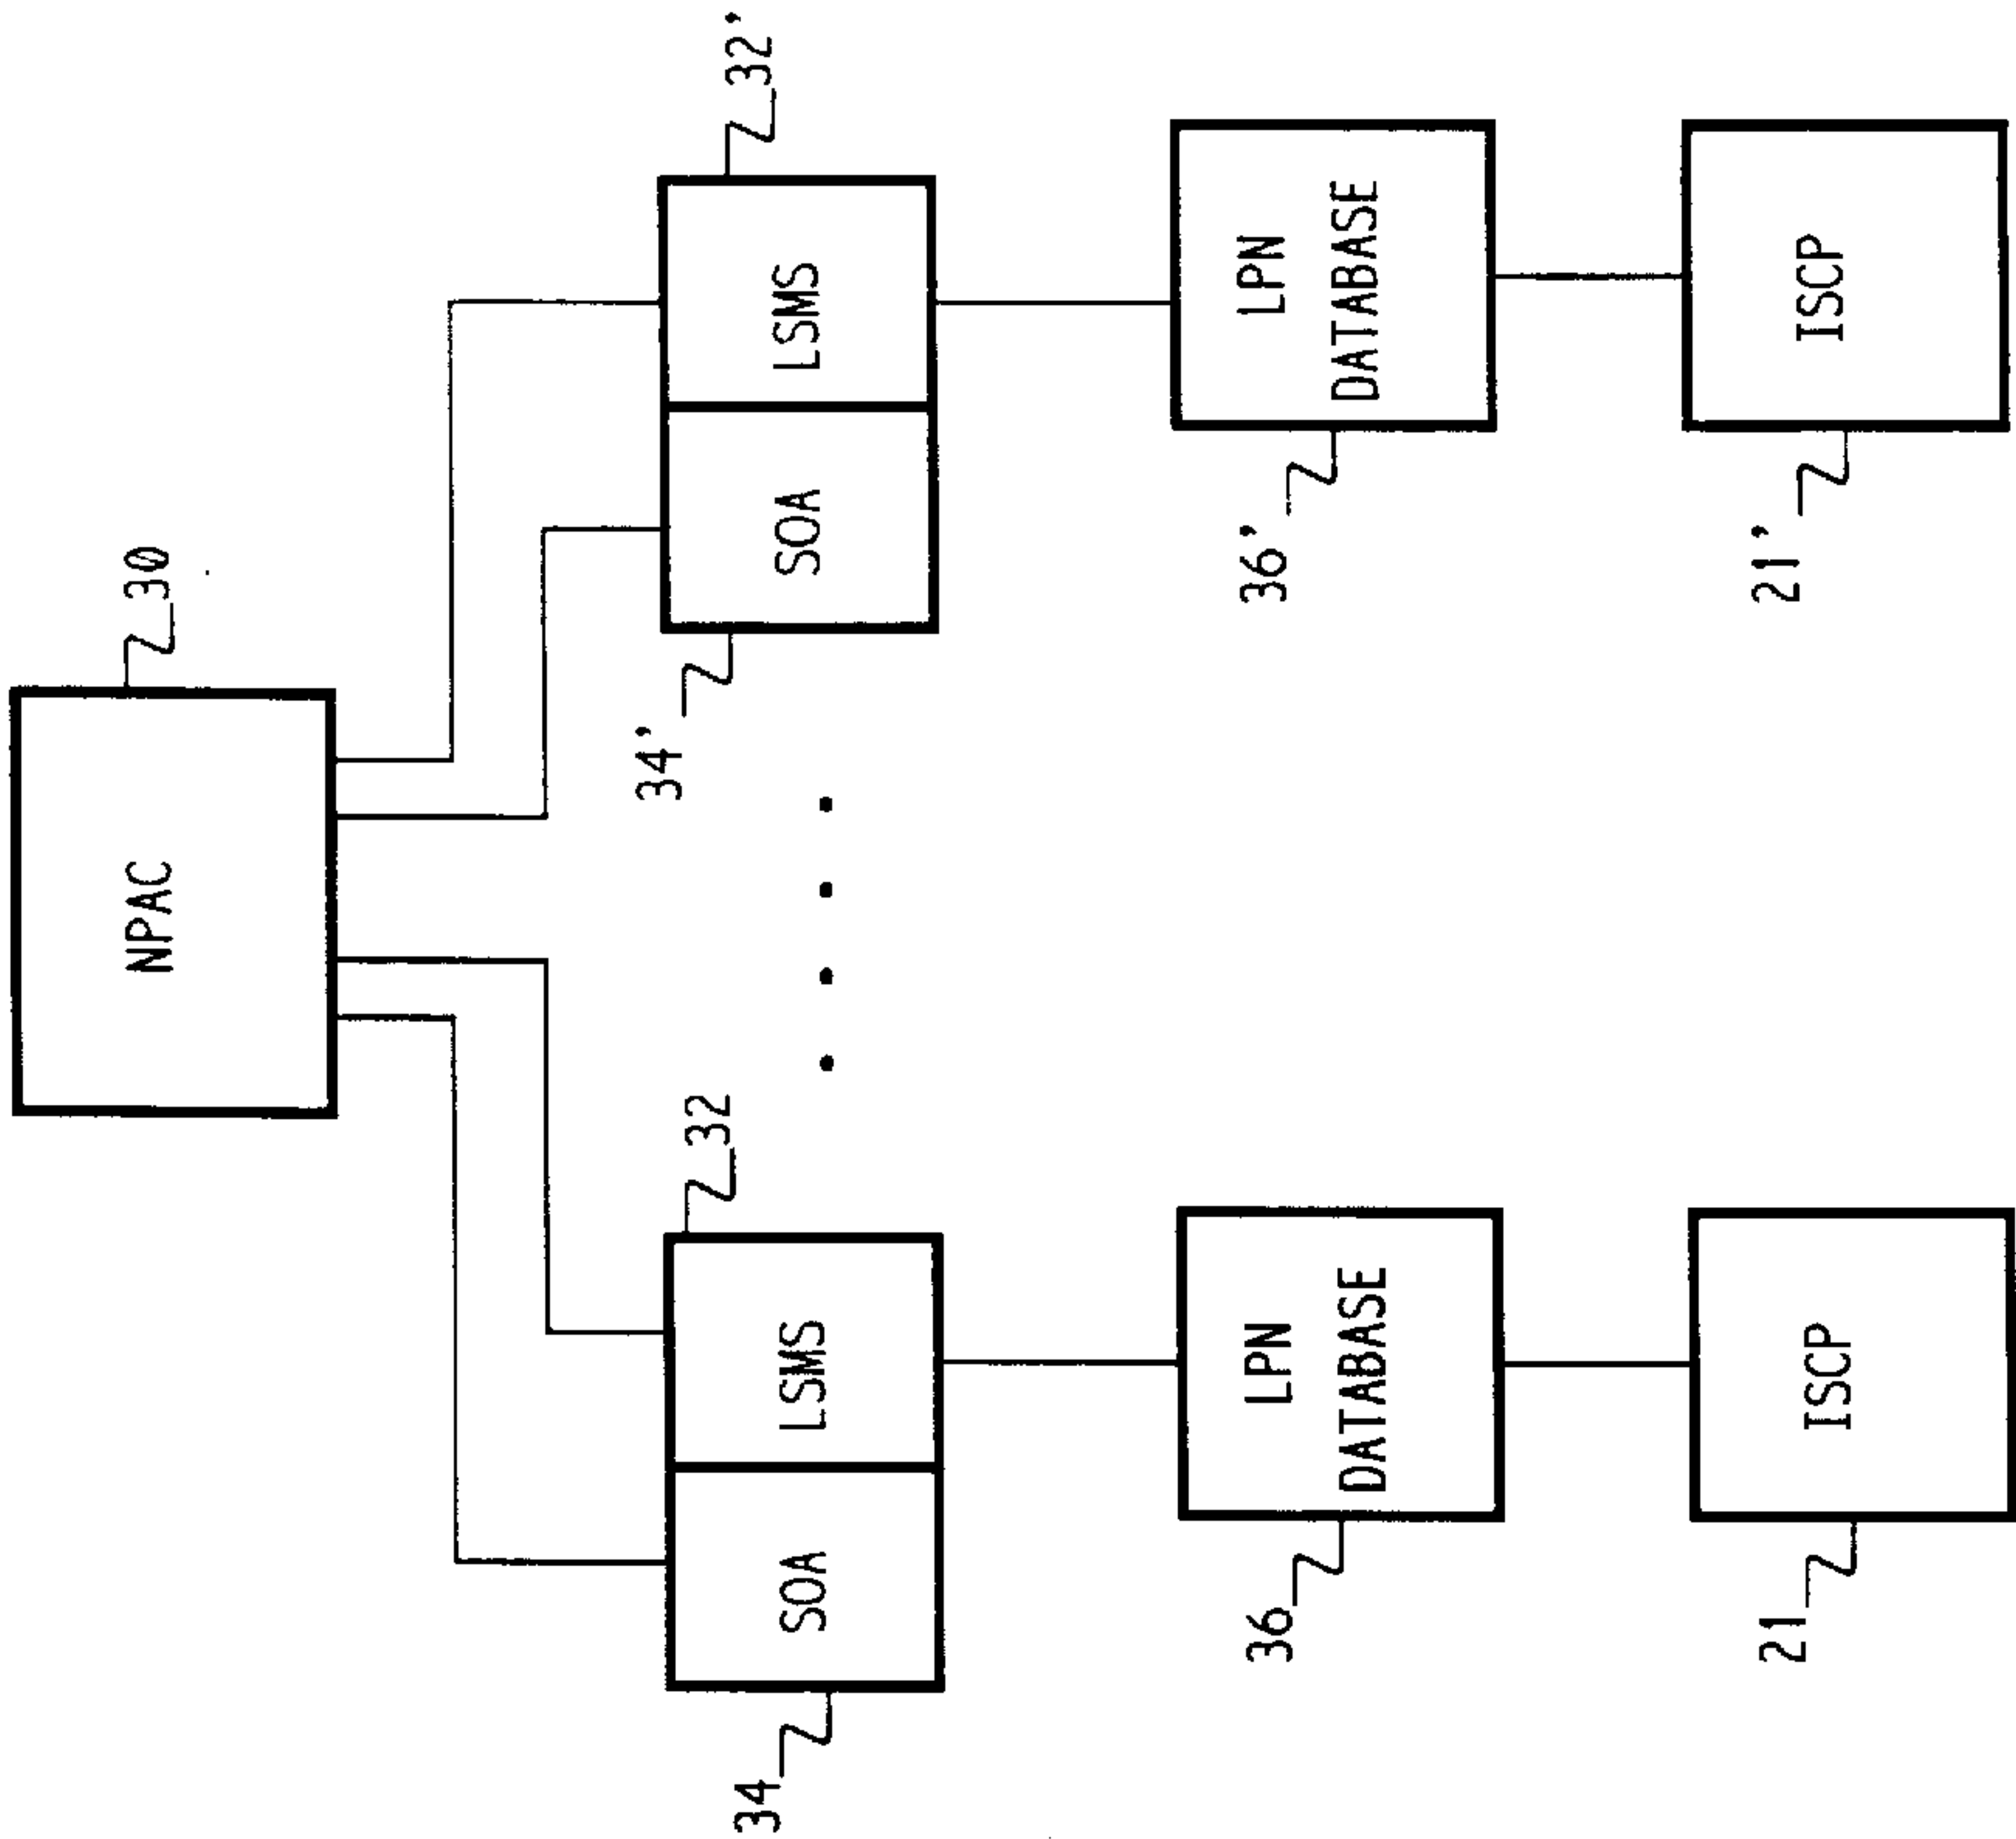 NPAC
30
34
SOA
LSMS
32
34'
SOA
LSMS
32'
36
LPN
DATABASE
36'
LPN
DATABASE
21
ISCP
21'
ISCP